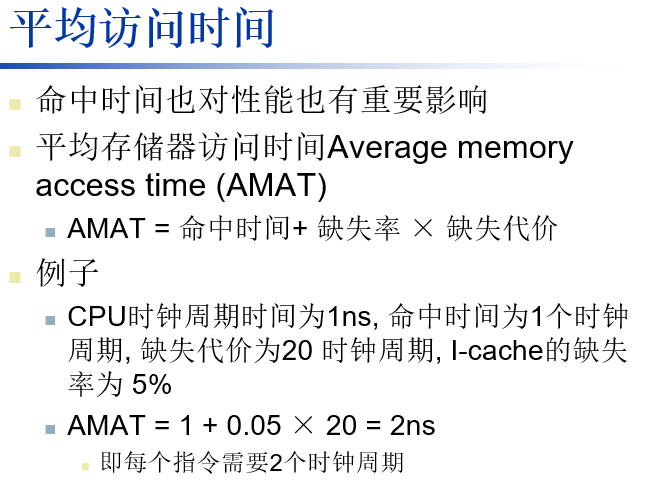 平均访问时间
命中时间也对性能也有重要影响
平均存储器访问时间Average memory
access time (AMAT)
AMAT = 命中时间+ 缺失率 × 缺失代价
例子
CPU时钟周期时间为1ns, 命中时间为1个时钟
周期, 缺失代价为20 时钟周期, I-cache的缺失
率为 5%
AMAT = 1 + 0.05 × 20 = 2ns
即每个指令需要2个时钟周期